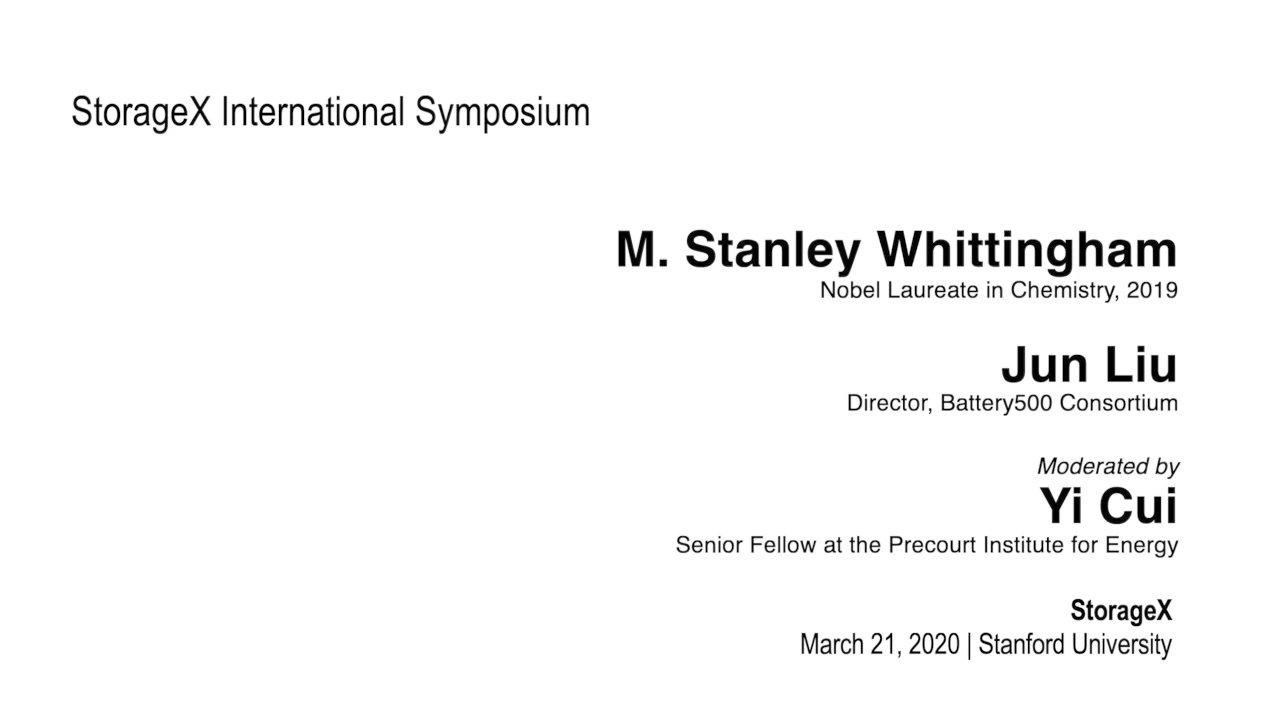 StorageX International Symposium
M. Stanley Whittingham
Nobel Laureate in Chemistry, 2019
Jun Liu
Director, Battery500 Consortium
Moderated by
Yi Cui
Senior Fellow at the Precourt Institute for Energy
StorageX
March 21, 2020 | Stanford University